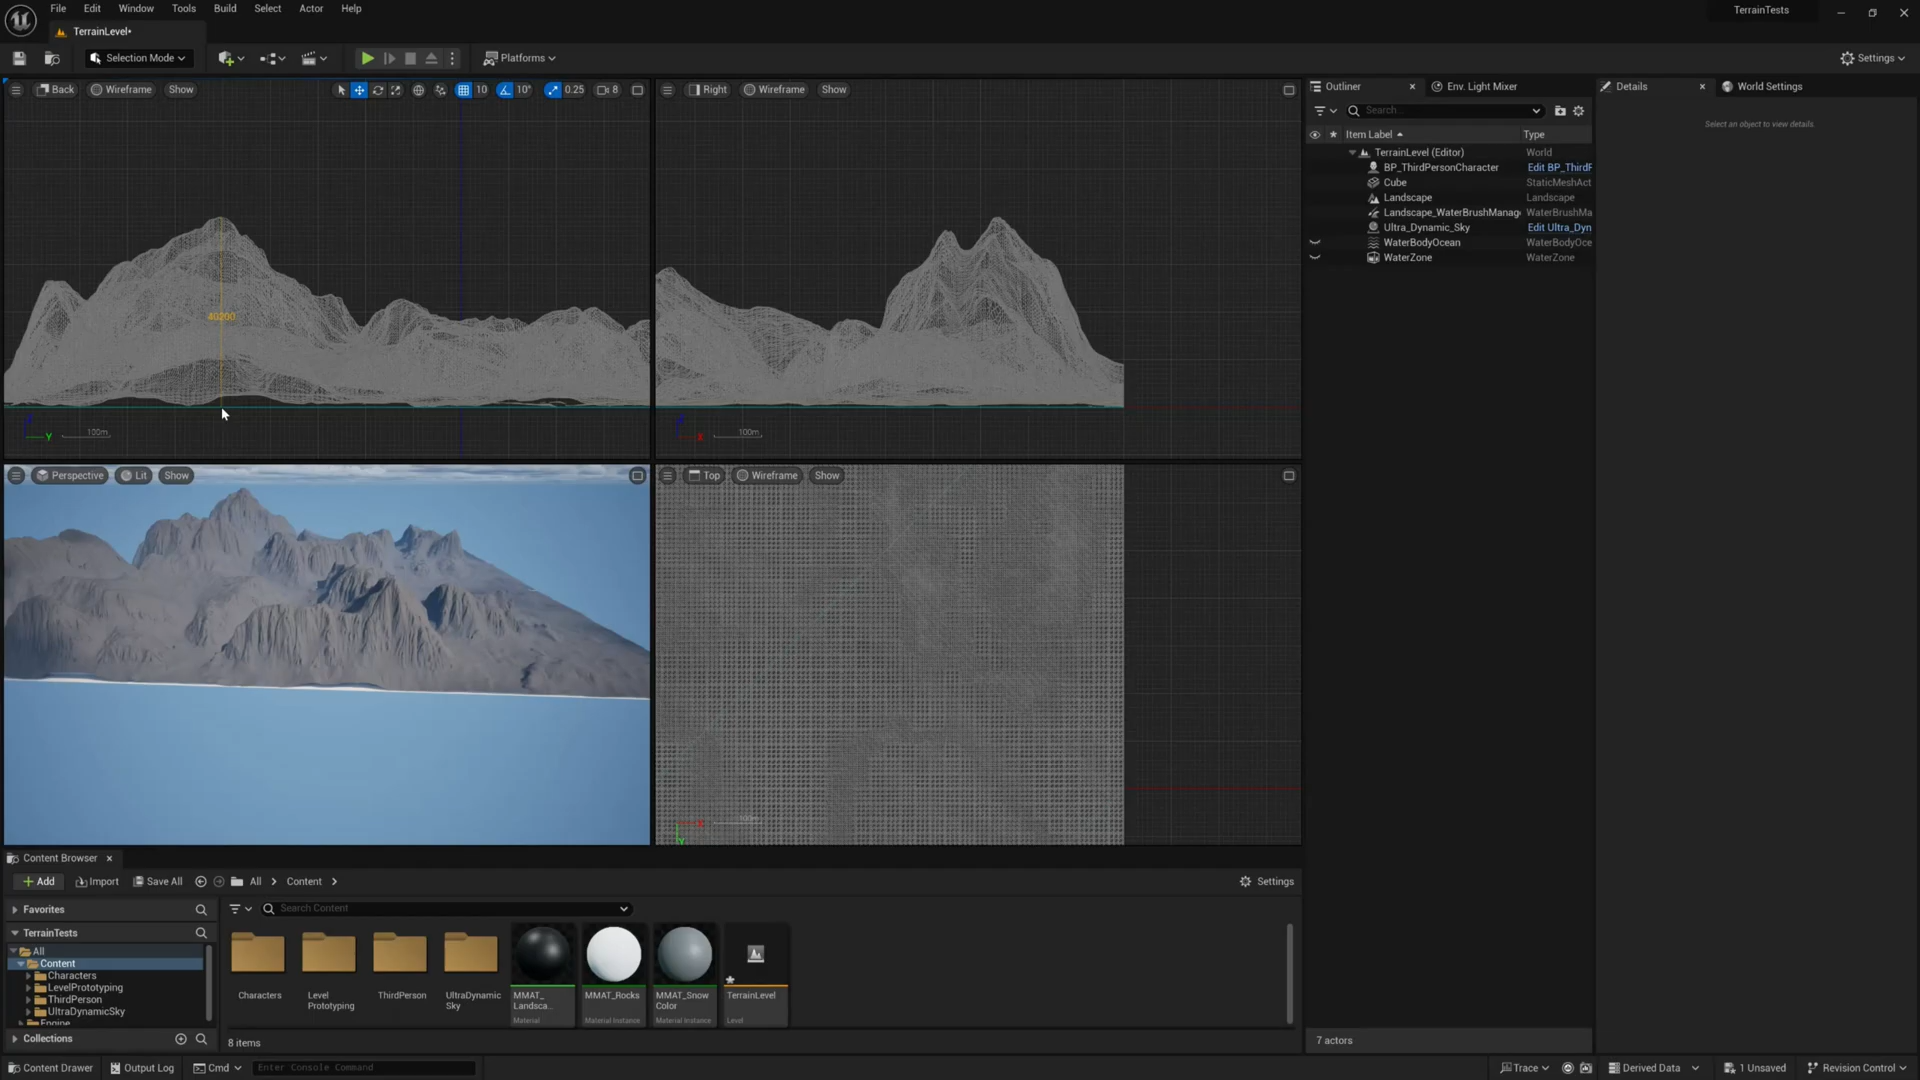 File Edit Window Tools Build Select Actor Help
TerrainTests
TerrainLevel•
Selection Mode
Platforms
Settings
Back Wireframe Show 10 10° 0.25 8
Right Wireframe Show
40200
Y 100m
X 100m
Perspective Lit Show
Top Wireframe Show
X 100m
Y
Outliner
Env. Light Mixer
Search...
Item Label Type
TerrainLevel (Editor) World
BP_ThirdPersonCharacter Edit BP_ThirdF
Cube StaticMeshAct
Landscape Landscape
Landscape_WaterBrushManag WaterBrushMa
Ultra_Dynamic_Sky Edit Ultra_Dyn
WaterBodyOcean WaterBodyOce
WaterZone WaterZone
7 actors
Details
World Settings
Select an object to view details.
Content Browser
Add Import Save All All Content
Settings
Favorites
TerrainTests
All
Content
Characters
LevelPrototyping
ThirdPerson
UltraDynamicSky
Engine
Collections
Search Content
Characters
Level
Prototyping
ThirdPerson
UltraDynamic
Sky
MMAT_
Landsca...
Material
MMAT_Rocks
Material Instance
MMAT_Snow
Color
Material Instance
TerrainLevel
Level
8 items
Content Drawer Output Log Cmd Enter Console Command
Trace Derived Data 1 Unsaved Revision Control